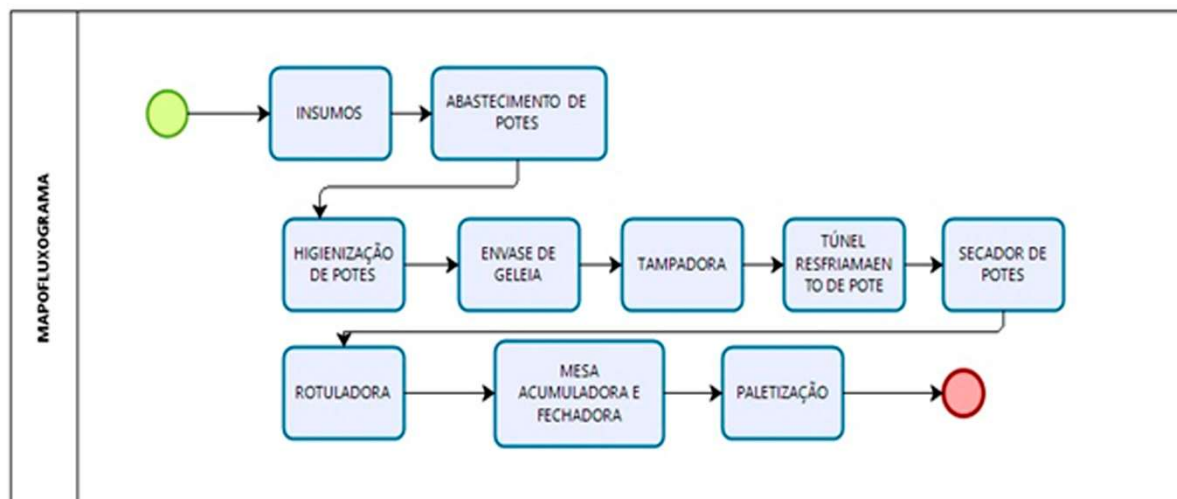 MAPOFLUXOGRAMA
INSUMOS
ABASTECIMENTO DE
POTES
HIGIENIZAÇÃO
DE POTES
ENVASE DE
GELEIA
TAMPADORA
TÚNEL
RESFRIAMAEN
TO DE POTE
SECADOR DE
POTES
ROTULADORA
MESA
ACUMULADORA E
FECHADORA
PALETIZAÇÃO